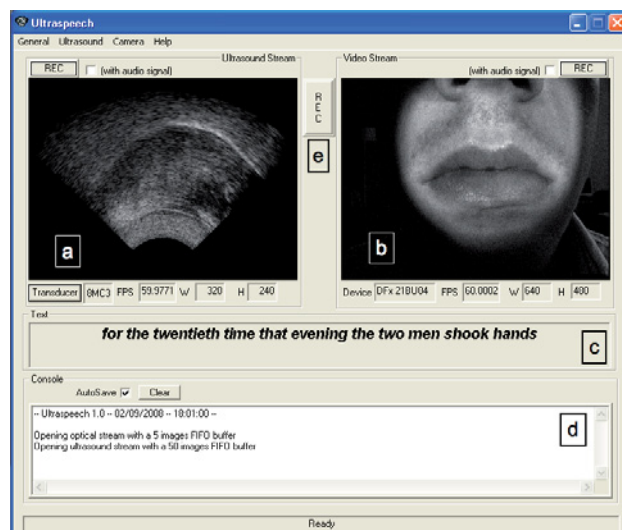 Ultraspeech
General Ultrasound Camera Help
Ultrasound Stream
REC (with audio signal)
a
Transducer 8MC3 FPS 59.9771 W 320 H 240
REC
e
Video Stream
(with audio signal) REC
b
Device DFx 21BU04 FPS 60.0002 W 640 H 480
Text
for the twentieth time that evening the two men shook hands
c
Console
AutoSave Clear
-- Ultraspeech 1.0 -- 02/09/2008 -- 18:01:00 --
Opening optical stream with a 5 images FIFO buffer
Opening ultrasound stream with a 50 images FIFO buffer
d
Ready